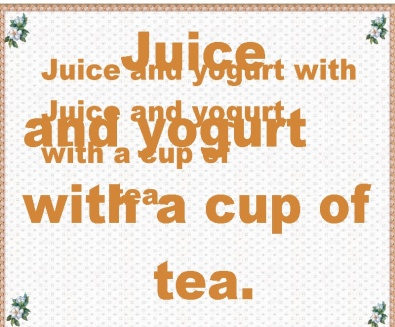 Juice
Juice and yogurt with
Juice and yogurt
and yogurt
with a cup of
tea
with a cup of
tea.